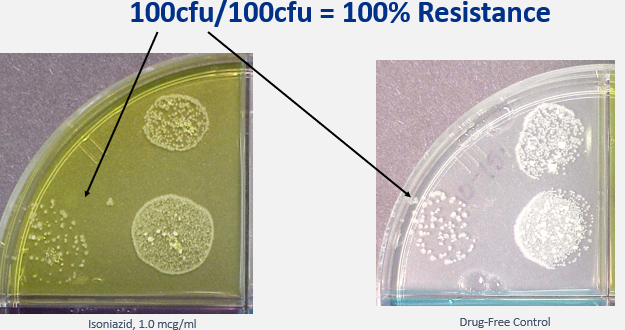 100cfu/100cfu = 100% Resistance
Isoniazid, 1.0 mcg/ml
Drug-Free Control